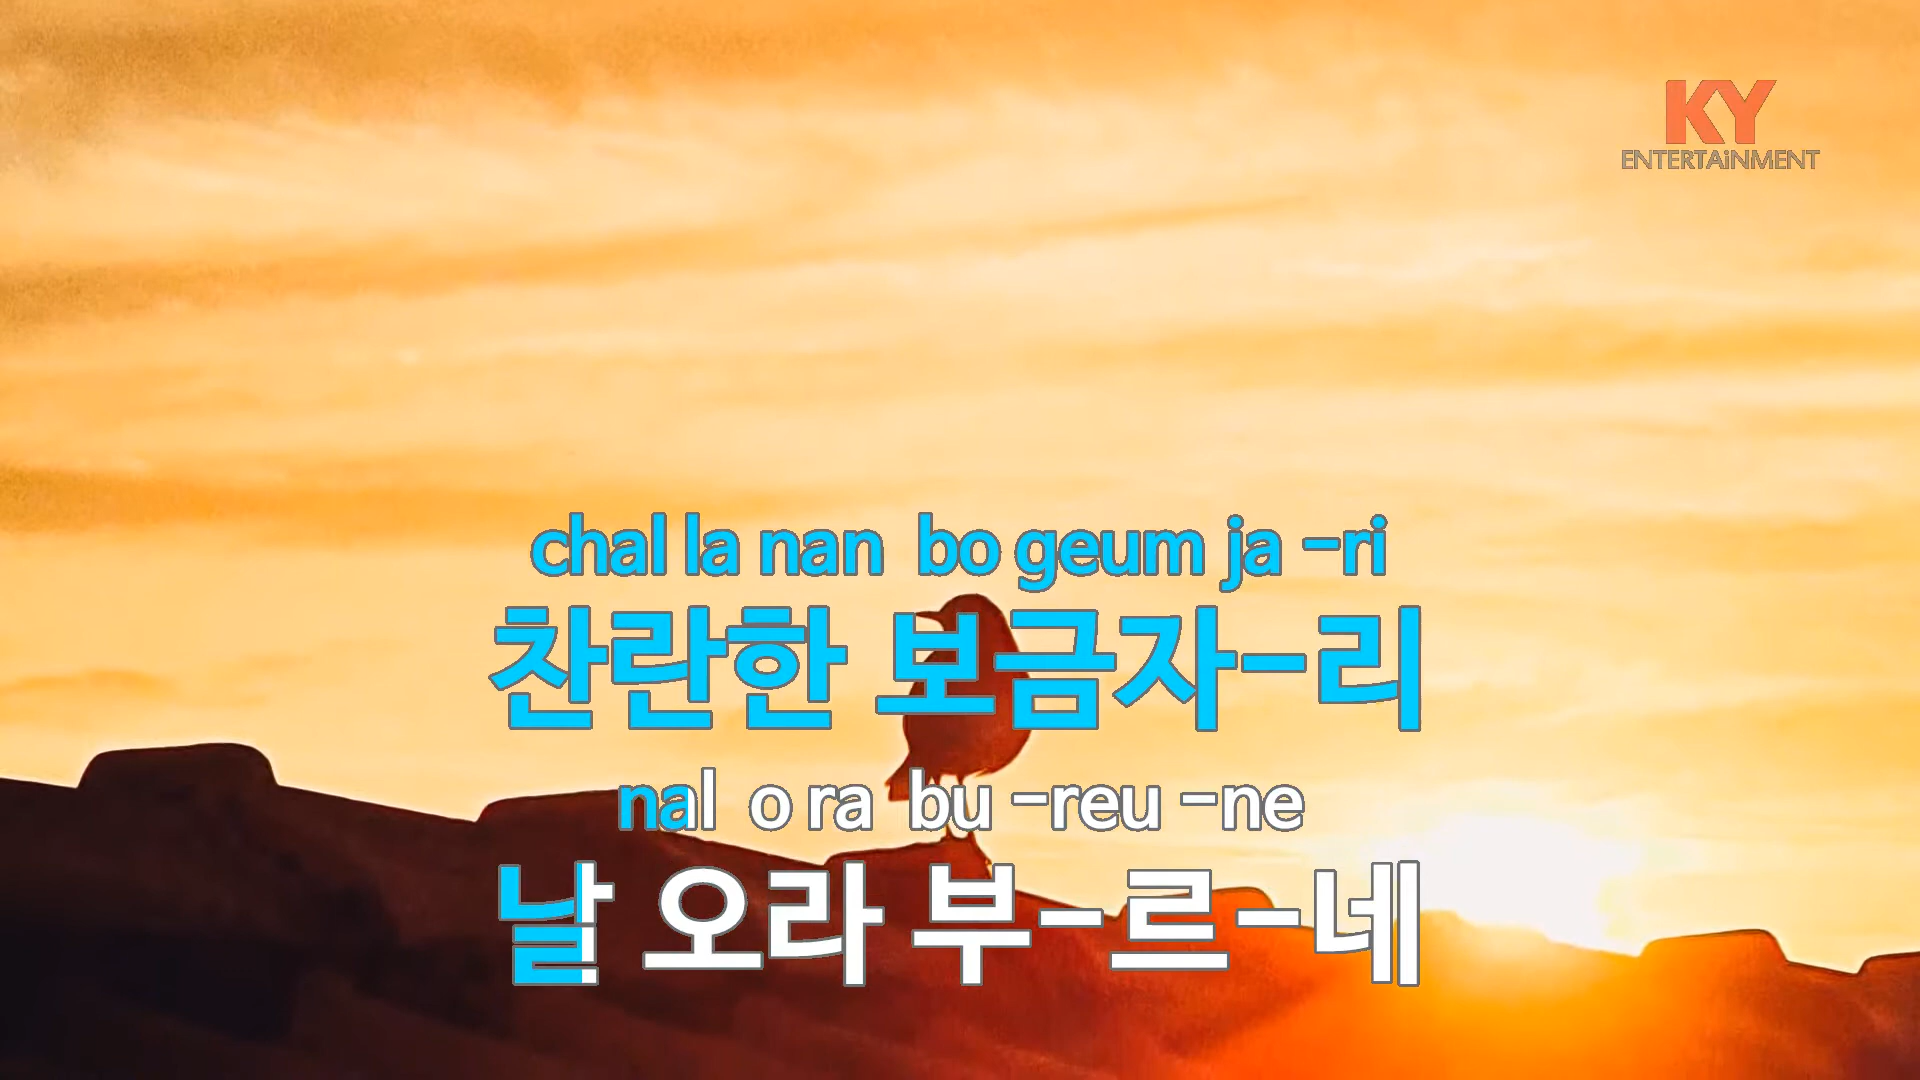 KY
ENTERTAiNMENT
chal la nan bo geum ja -ri
찬란한 보금자-리
nal o ra bu -reu -ne
날 오라 부-르-네